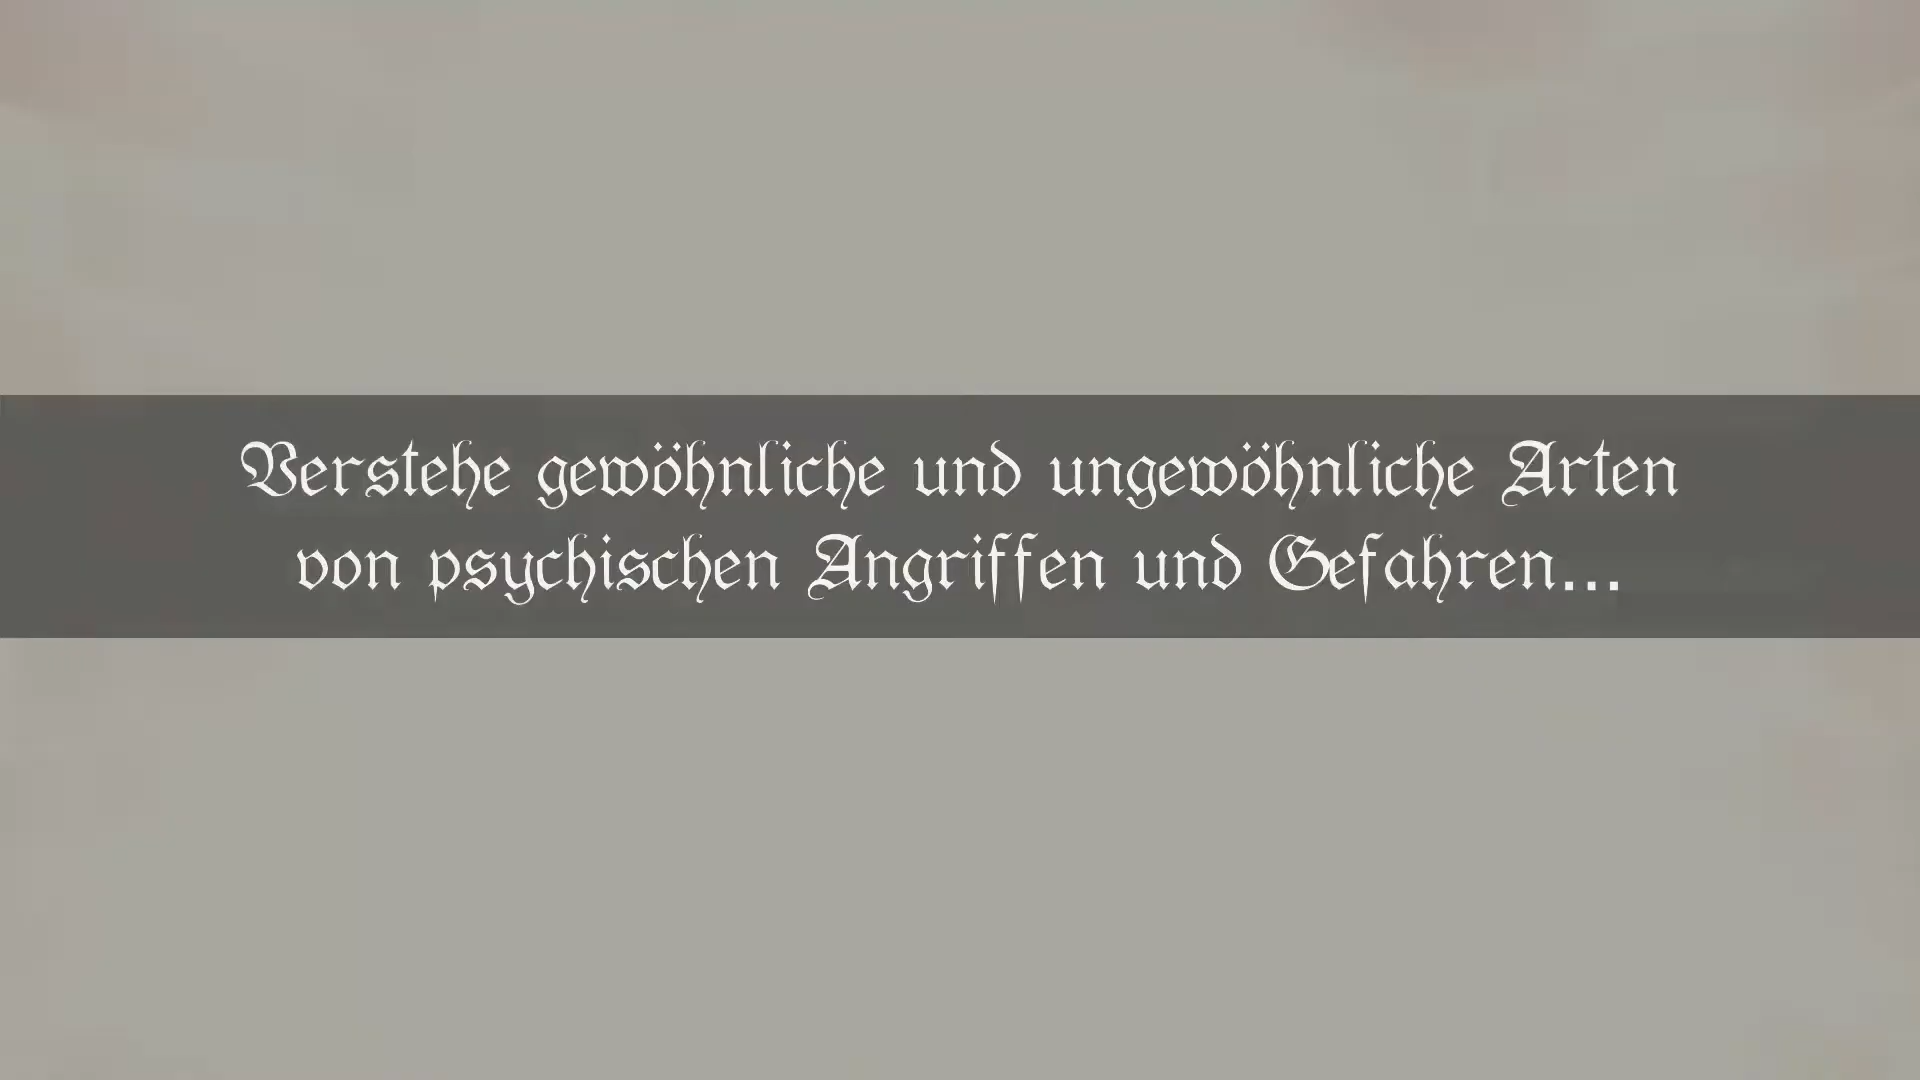 Verstehe gewöhnliche und ungewöhnliche Arten
von psychischen Angriffen und Gefahren...